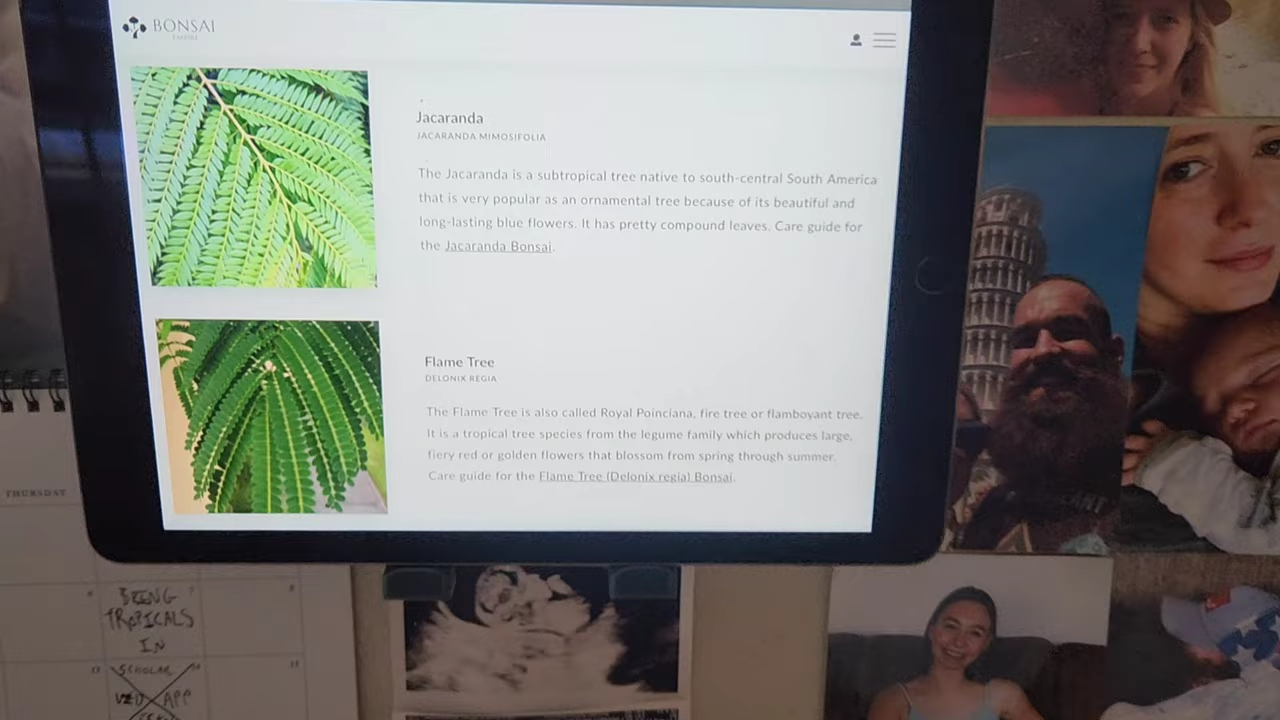 BONSAI
EMPIRE
Jacaranda
JACARANDA MIMOSIFOLIA
The Jacaranda is a subtropical tree native to south-central South America
that is very popular as an ornamental tree because of its beautiful and
long-lasting blue flowers. It has pretty compound leaves. Care guide for
the Jacaranda Bonsai.
Flame Tree
DELONIX REGIA
The Flame Tree is also called Royal Poinciana, fire tree or flamboyant tree.
It is a tropical tree species from the legume family which produces large,
fiery red or golden flowers that blossom from spring through summer.
Care guide for the Flame Tree (Delonix regia) Bonsai.
THURSDAY
BRING
TROPICALS
IN
SCHOLAR
APP